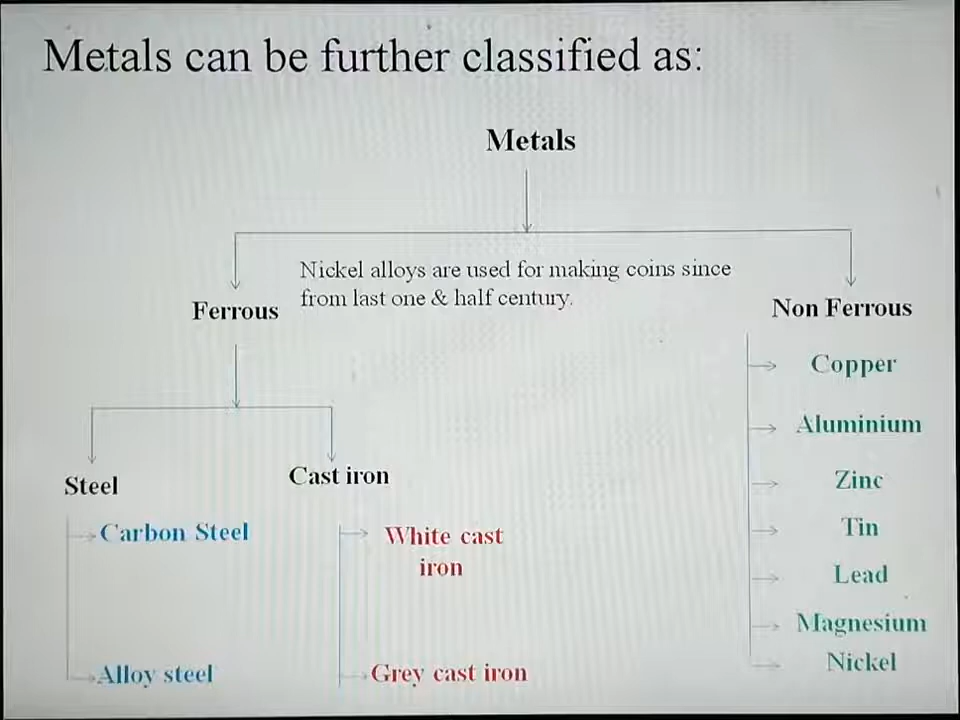 Metals can be further classified as:
Metals
Nickel alloys are used for making coins since
from last one & half century.
Ferrous
Non Ferrous
Copper
Aluminium
Zinc
Tin
Lead
Magnesium
Nickel
Steel
Cast iron
Carbon Steel
White cast
iron
Alloy steel
Grey cast iron